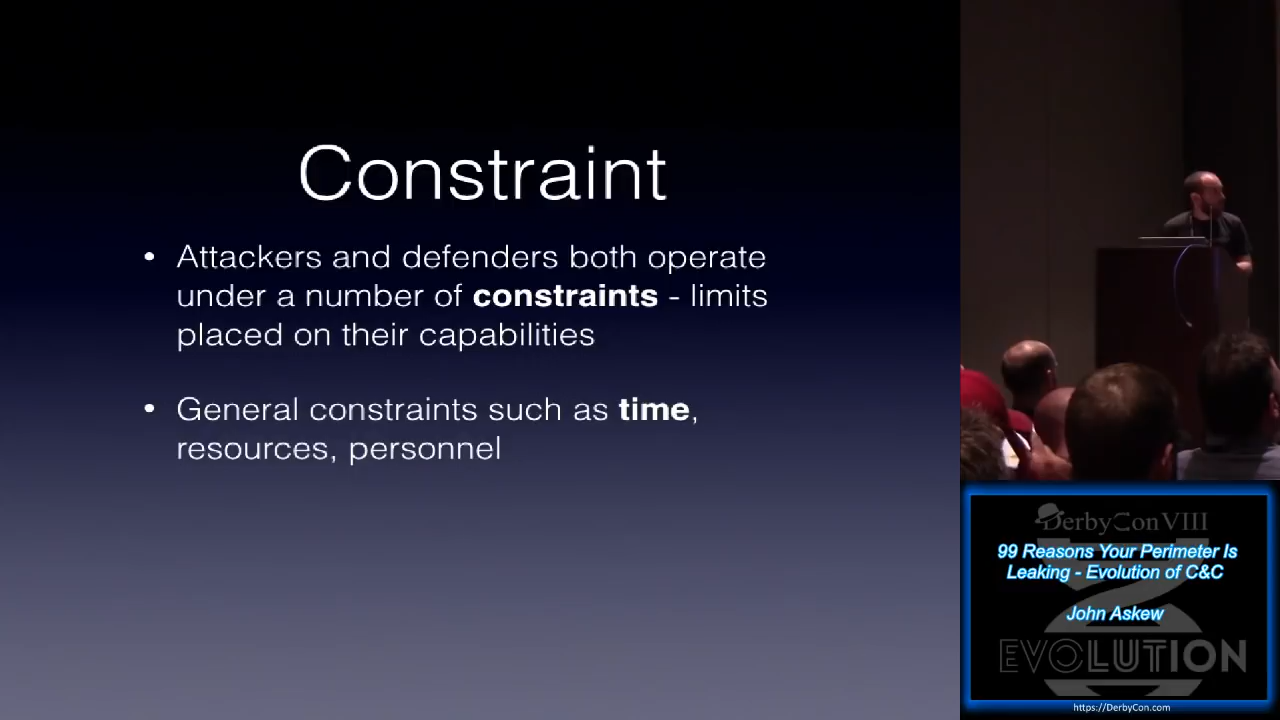 Constraint
• Attackers and defenders both operate
under a number of constraints - limits
placed on their capabilities
• General constraints such as time,
resources, personnel
DerbyCon VIII
99 Reasons Your Perimeter Is
Leaking - Evolution of C&C
John Askew
EVOLUTION
https://DerbyCon.com